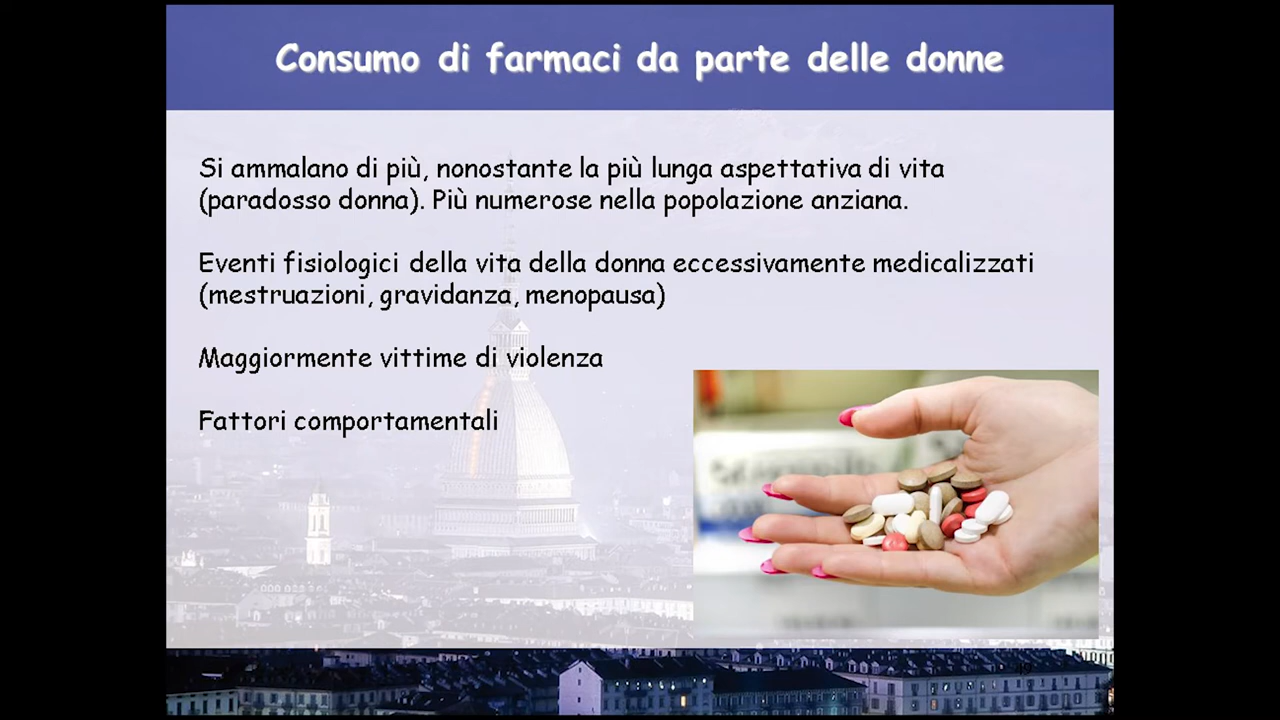 Consumo di farmaci da parte delle donne
Si ammalano di più, nonostante la più lunga aspettativa di vita
(paradosso donna). Più numerose nella popolazione anziana.
Eventi fisiologici della vita della donna eccessivamente medicalizzati
(mestruazioni, gravidanza, menopausa)
Maggiormente vittime di violenza
Fattori comportamentali